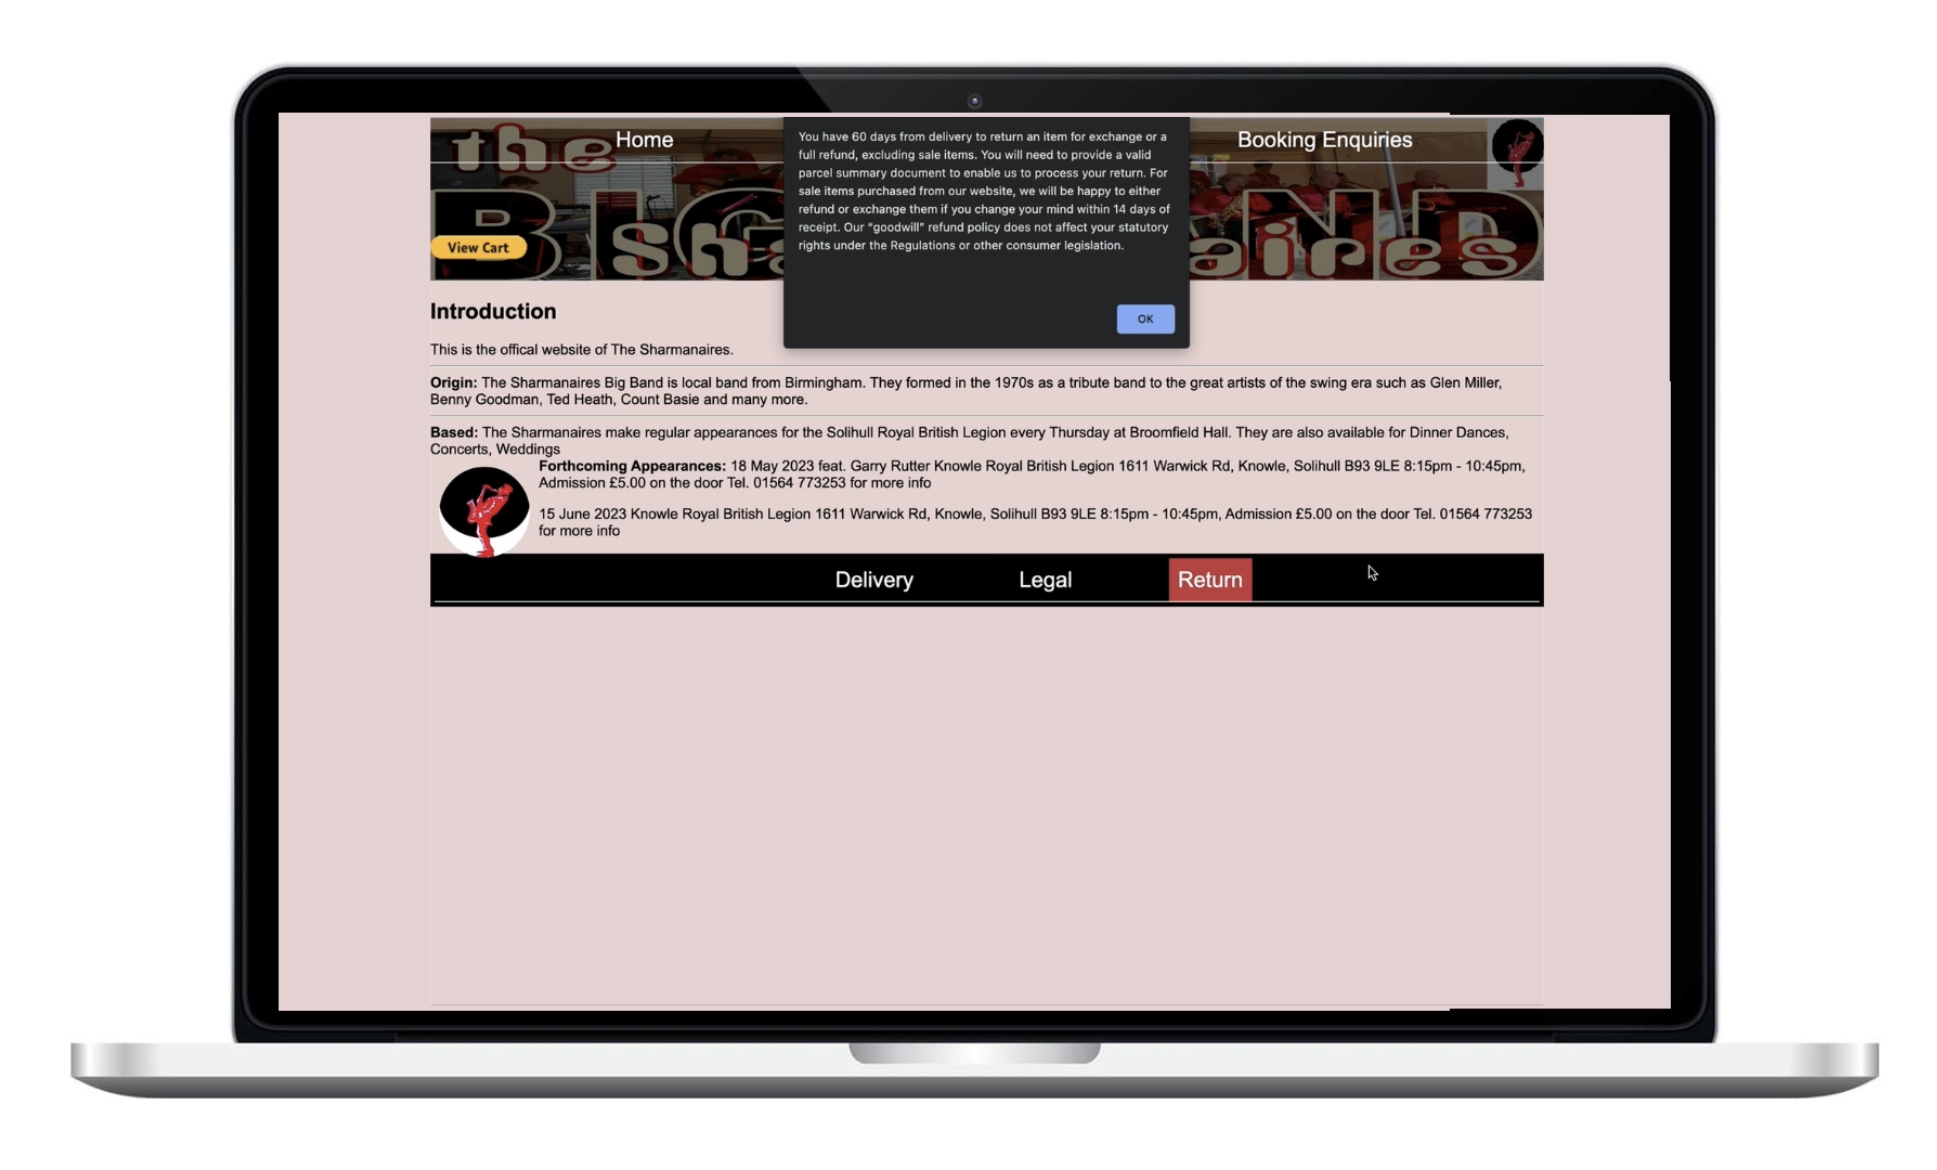 the
Home
Booking Enquiries
BIG BAND
sharmanaires
View Cart
You have 60 days from delivery to return an item for exchange or a
full refund, excluding sale items. You will need to provide a valid
parcel summary document to enable us to process your return. For
sale items purchased from our website, we will be happy to either
refund or exchange them if you change your mind within 14 days of
receipt. Our “goodwill” refund policy does not affect your statutory
rights under the Regulations or other consumer legislation.
OK
Introduction
This is the offical website of The Sharmanaires.
Origin: The Sharmanaires Big Band is local band from Birmingham. They formed in the 1970s as a tribute band to the great artists of the swing era such as Glen Miller,
Benny Goodman, Ted Heath, Count Basie and many more.
Based: The Sharmanaires make regular appearances for the Solihull Royal British Legion every Thursday at Broomfield Hall. They are also available for Dinner Dances,
Concerts, Weddings
Forthcoming Appearances: 18 May 2023 feat. Garry Rutter Knowle Royal British Legion 1611 Warwick Rd, Knowle, Solihull B93 9LE 8:15pm - 10:45pm,
Admission £5.00 on the door Tel. 01564 773253 for more info
15 June 2023 Knowle Royal British Legion 1611 Warwick Rd, Knowle, Solihull B93 9LE 8:15pm - 10:45pm, Admission £5.00 on the door Tel. 01564 773253
for more info
Delivery
Legal
Return